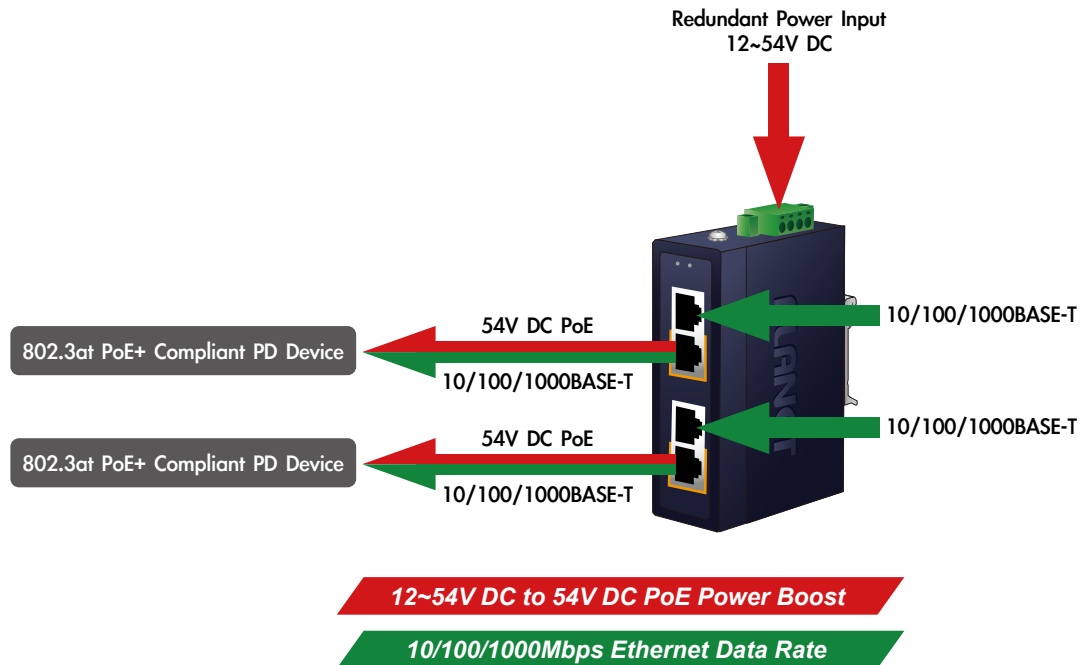 Redundant Power Input
12~54V DC
PLANET
10/100/1000BASE-T
54V DC PoE
802.3at PoE+ Compliant PD Device
10/100/1000BASE-T
10/100/1000BASE-T
54V DC PoE
802.3at PoE+ Compliant PD Device
10/100/1000BASE-T
12~54V DC to 54V DC PoE Power Boost
10/100/1000Mbps Ethernet Data Rate